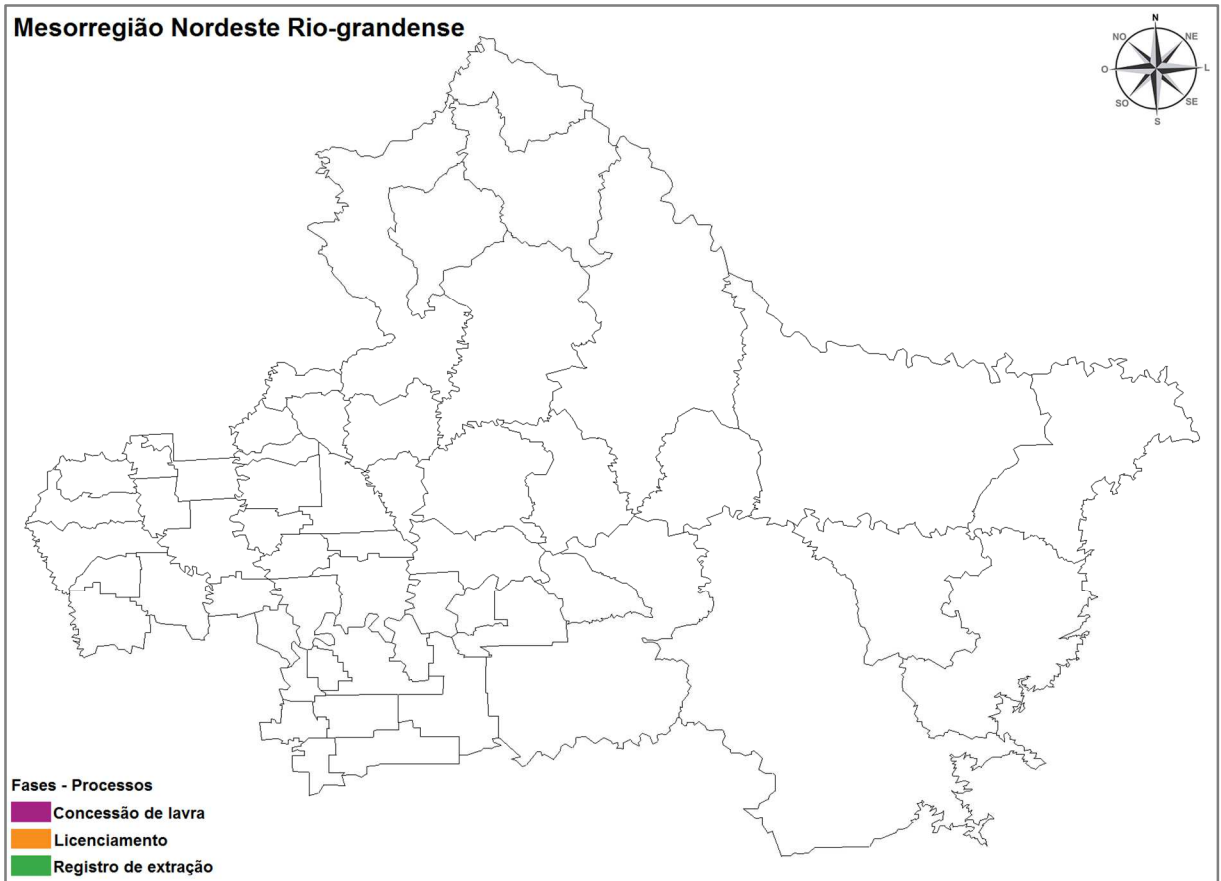 Mesorregião Nordeste Rio-grandense
N
NO
NE
O
L
SO
SE
S
Fases - Processos
Concessão de lavra
Licenciamento
Registro de extração